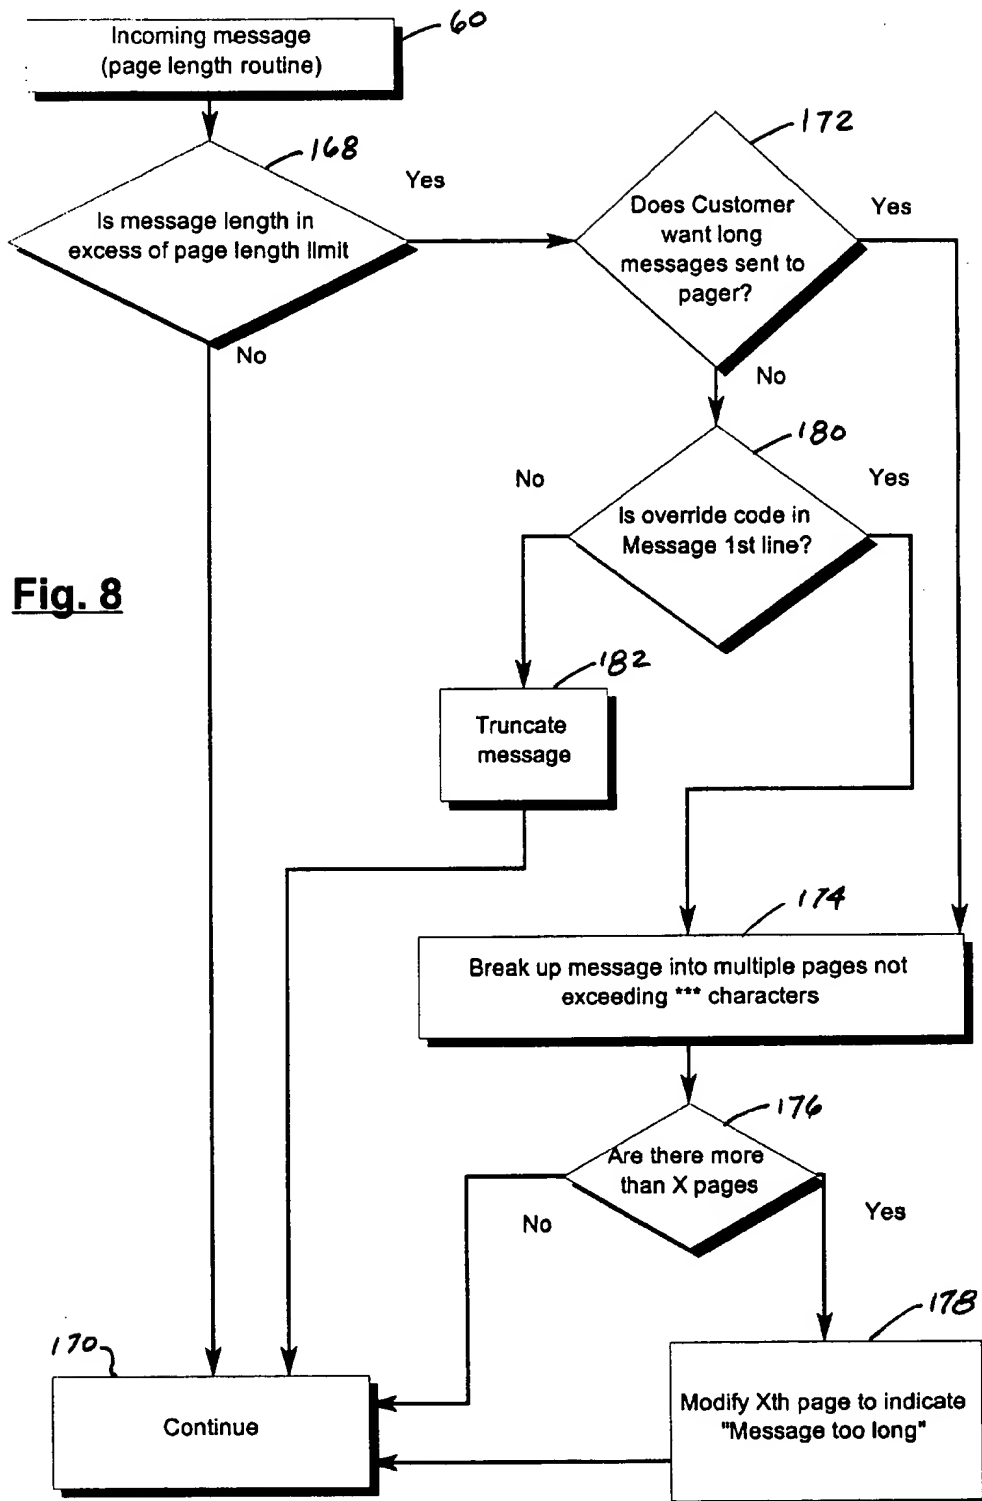 60
Incoming message
(page length routine)
168
172
Yes
Is message length in
excess of page length limit
Does Customer
want long
messages sent to
pager?
Yes
No
No
180
No
Yes
Is override code in
Message 1st line?
Fig. 8
182
Truncate
message
174
Break up message into multiple pages not
exceeding *** characters
176
Are there more
than X pages
No
Yes
178
170
Continue
Modify Xth page to indicate
"Message too long"